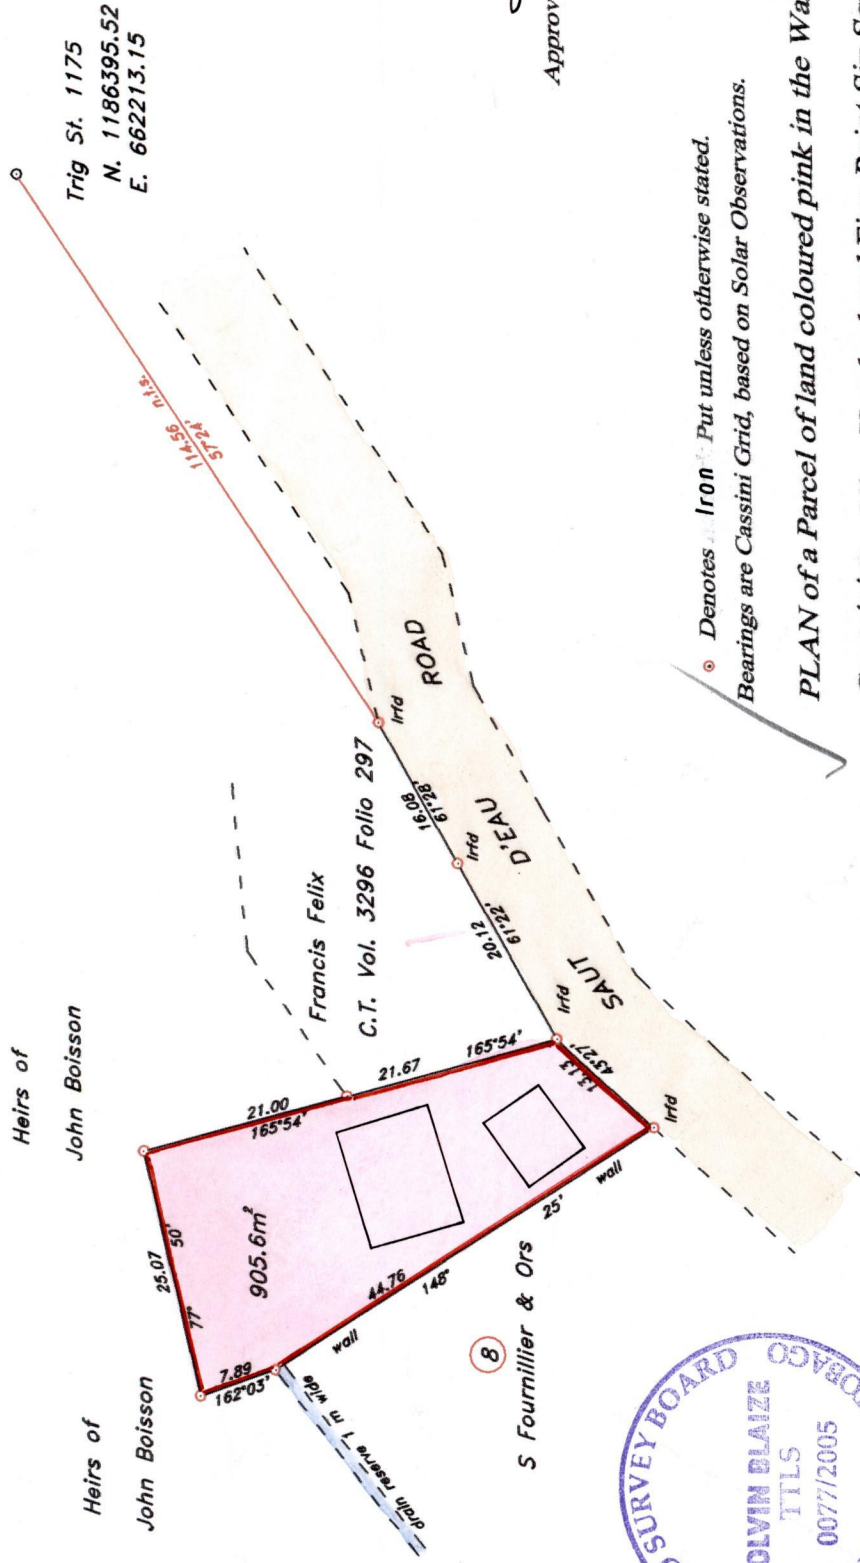 Trig St. 1175
N. 1186395.52
E. 662213.15
Approv
114.56 n.t.s.
57°24'
Heirs of
John Boisson
Heirs of
John Boisson
Francis Felix
C.T. Vol. 3296 Folio 297
Irfd
16.08
61°28'
Irfd
20.12
61°22'
Irfd
SAUT D'EAU ROAD
21.00
165°54'
21.67
165°54'
25.07
77° 50'
905.6m²
7.89
162°03'
44.76
148° 25'
wall
wall
13.13
43°27'
Irfd
drain reserve 1 m wide
8
S Fournillier & Ors
Denotes Iron Put unless otherwise stated.
Bearings are Cassini Grid, based on Solar Observations.
PLAN of a Parcel of land coloured pink in the Wa
SURVEY BOARD
OBAGO
OLVIN BLAIZE
TTLS
0077/2005